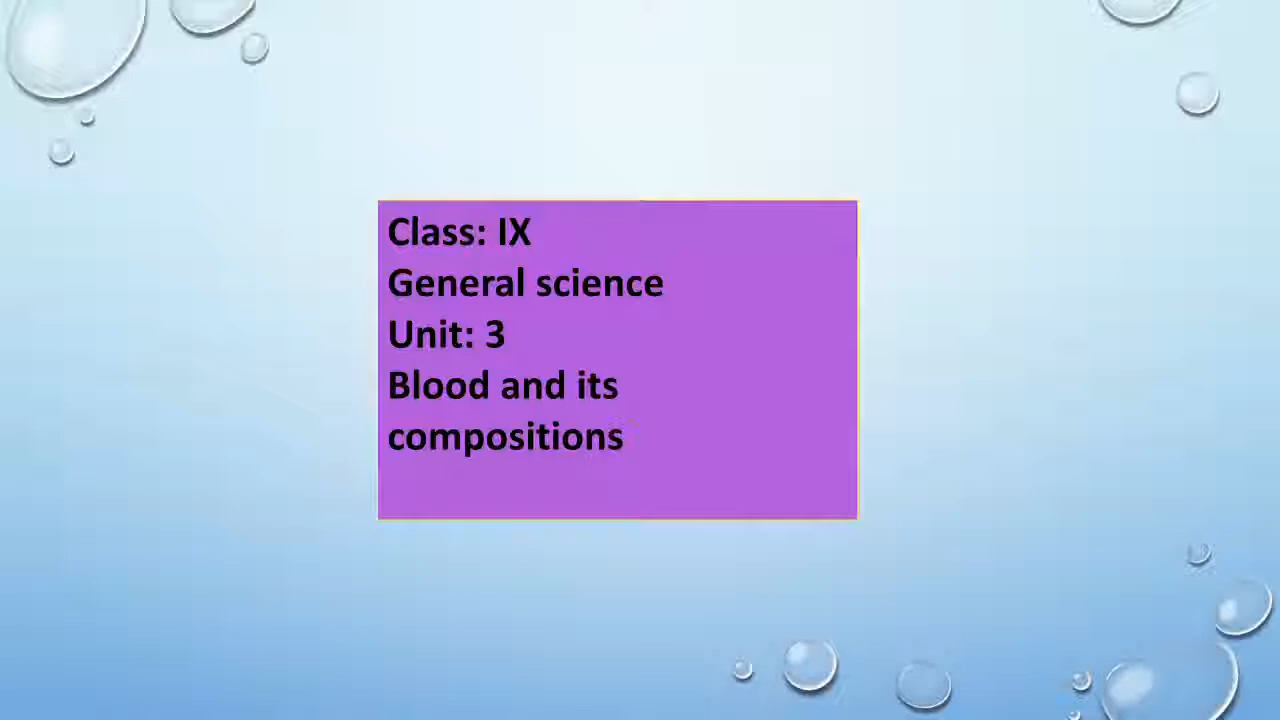 Class: IX
General science
Unit: 3
Blood and its
compositions